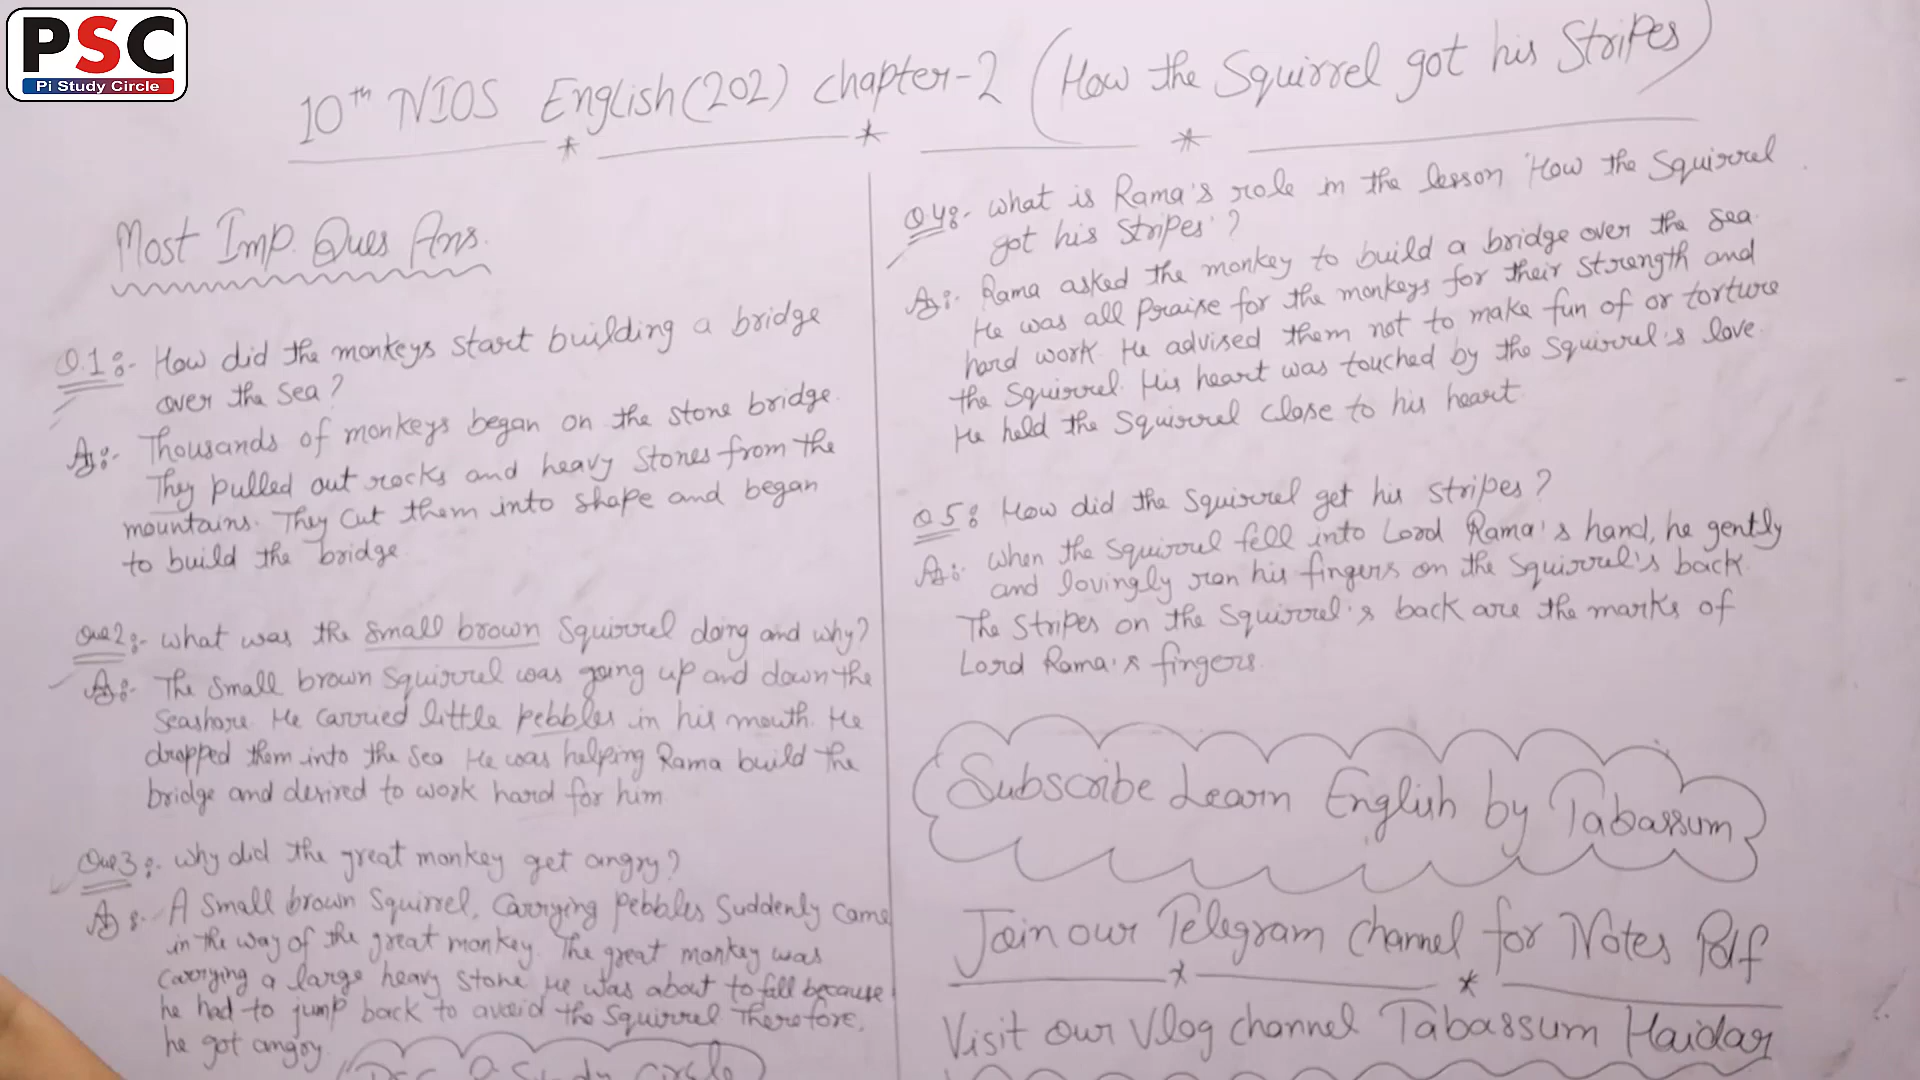 PSC
Pi Study Circle
10th NIOS English (202) Chapter-2 (How the Squirrel got his Stripes)
Most Imp. Ques Ans.
Q.1:- How did the monkeys start building a bridge
over the sea?
A:- Thousands of monkeys began on the stone bridge.
They pulled out rocks and heavy stones from the
mountains. They cut them into shape and began
to build the bridge
Que2:- What was the small brown squirrel doing and why?
A:- The small brown squirrel was going up and down the
seashore. He carried little pebbles in his mouth. He
dropped them into the sea He was helping Rama build the
bridge and desired to work hard for him.
Que3:- Why did the great monkey get angry?
A:- A small brown squirrel, carrying pebbles suddenly came
in the way of the great monkey. The great monkey was
carrying a large heavy stone He was about to fall because
he had to jump back to avoid the squirrel Therefore,
he got angry.
Study Circle
Q4:- What is Rama's role in the lesson 'How the Squirrel
got his Stripes'?
A:- Rama asked the monkey to build a bridge over the sea.
He was all praise for the monkeys for their strength and
hard work. He advised them not to make fun of or torture
the squirrel. His heart was touched by the squirrel's love.
He held the squirrel close to his heart
Q5: How did the squirrel get his stripes?
A:- When the squirrel fell into Lord Rama's hand, he gently
and lovingly ran his fingers on the squirrel's back.
The stripes on the squirrel's back are the marks of
Lord Rama's fingers.
Subscribe Learn English by Tabassum
Join our Telegram channel for Notes Pdf
Visit our Vlog channel Tabassum Haidar